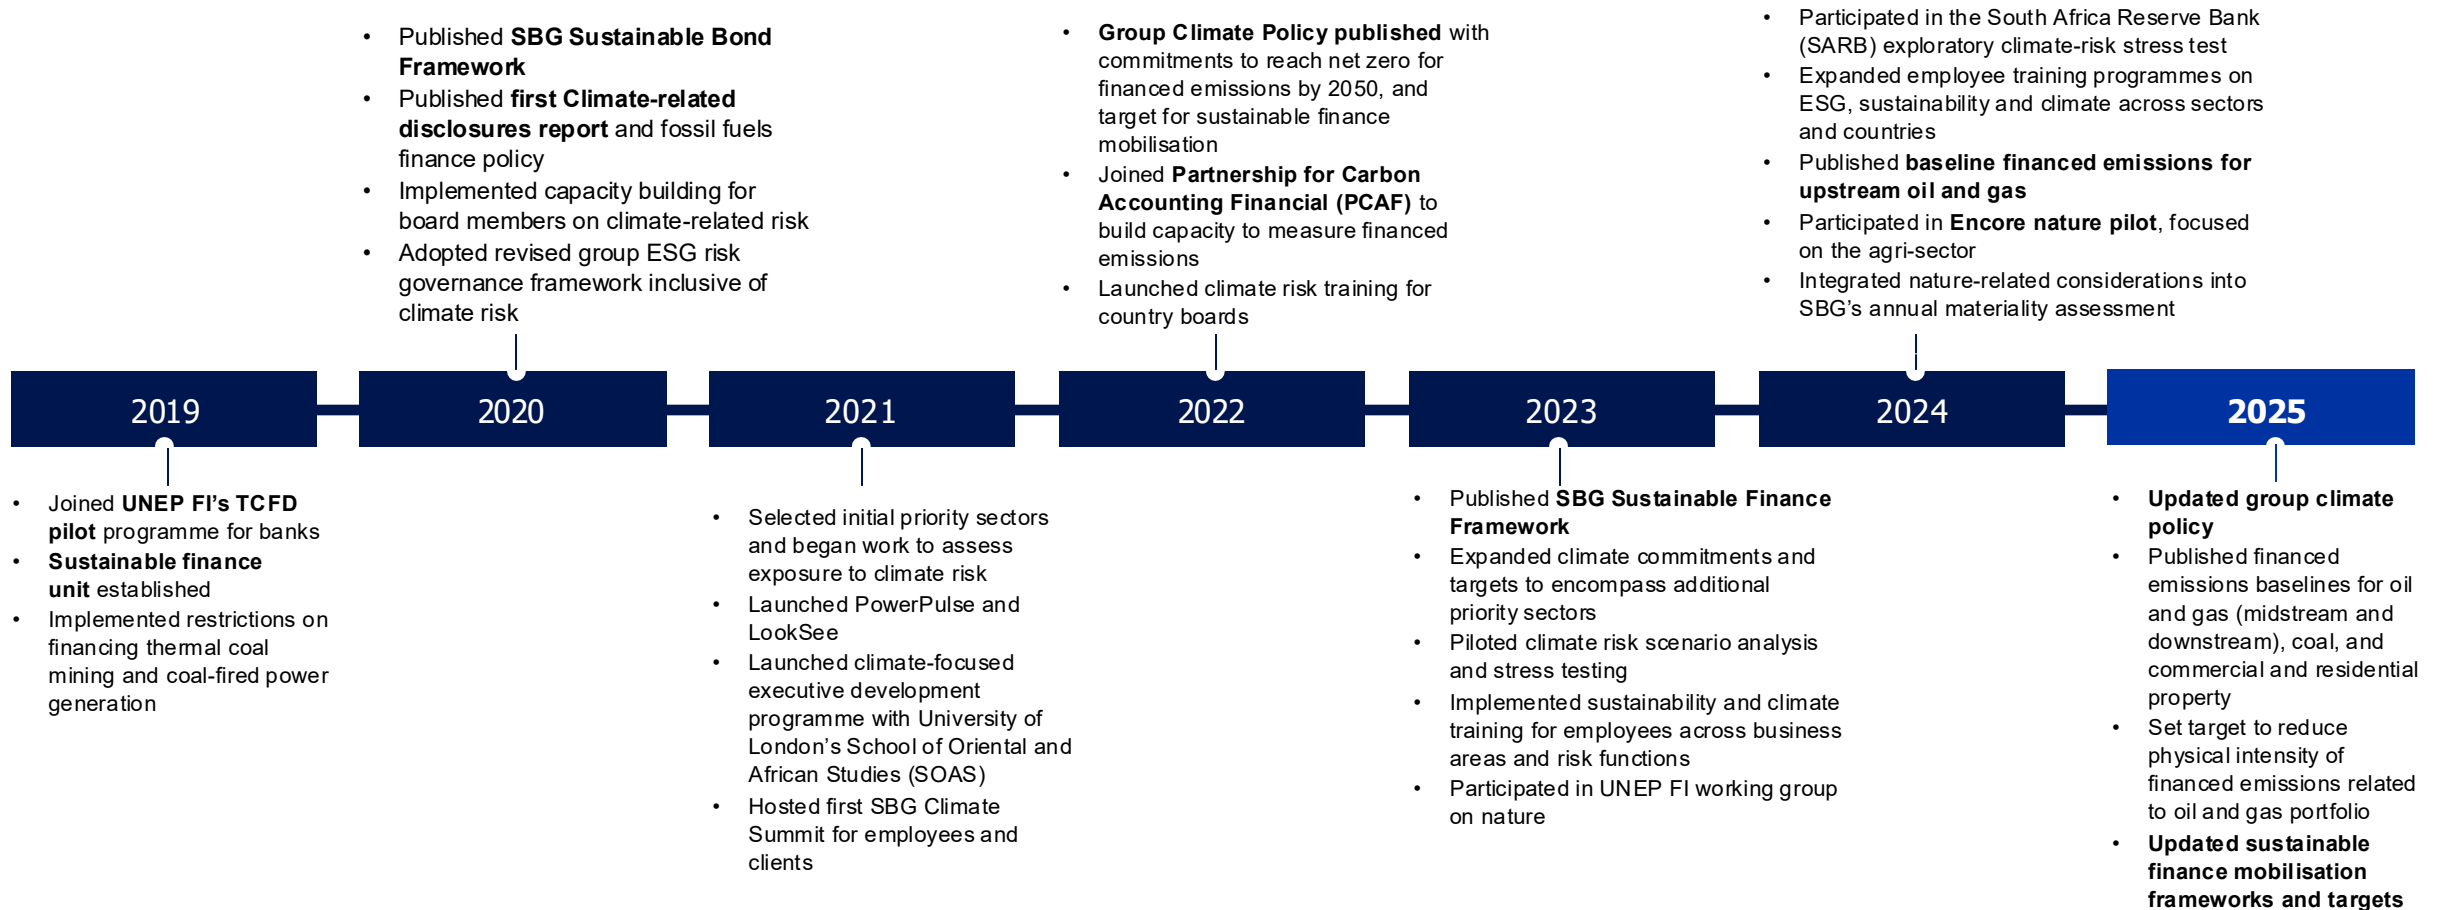 • Published SBG Sustainable Bond
Framework
• Published first Climate-related
disclosures report and fossil fuels
finance policy
• Implemented capacity building for
board members on climate-related risk
• Adopted revised group ESG risk
governance framework inclusive of
climate risk
• Group Climate Policy published with
commitments to reach net zero for
financed emissions by 2050, and
target for sustainable finance
mobilisation
• Joined Partnership for Carbon
Accounting Financial (PCAF) to
build capacity to measure financed
emissions
• Launched climate risk training for
country boards
• Participated in the South Africa Reserve Bank
(SARB) exploratory climate-risk stress test
• Expanded employee training programmes on
ESG, sustainability and climate across sectors
and countries
• Published baseline financed emissions for
upstream oil and gas
• Participated in Encore nature pilot, focused
on the agri-sector
• Integrated nature-related considerations into
SBG's annual materiality assessment
2019
2020
2021
2022
2023
2024
2025
• Joined UNEP FI’s TCFD
pilot programme for banks
• Sustainable finance
unit established
• Implemented restrictions on
financing thermal coal
mining and coal-fired power
generation
• Selected initial priority sectors
and began work to assess
exposure to climate risk
• Launched PowerPulse and
LookSee
• Launched climate-focused
executive development
programme with University of
London’s School of Oriental and
African Studies (SOAS)
• Hosted first SBG Climate
Summit for employees and
clients
• Published SBG Sustainable Finance
Framework
• Expanded climate commitments and
targets to encompass additional
priority sectors
• Piloted climate risk scenario analysis
and stress testing
• Implemented sustainability and climate
training for employees across business
areas and risk functions
• Participated in UNEP FI working group
on nature
• Updated group climate
policy
• Published financed
emissions baselines for oil
and gas (midstream and
downstream), coal, and
commercial and residential
property
• Set target to reduce
physical intensity of
financed emissions related
to oil and gas portfolio
• Updated sustainable
finance mobilisation
frameworks and targets